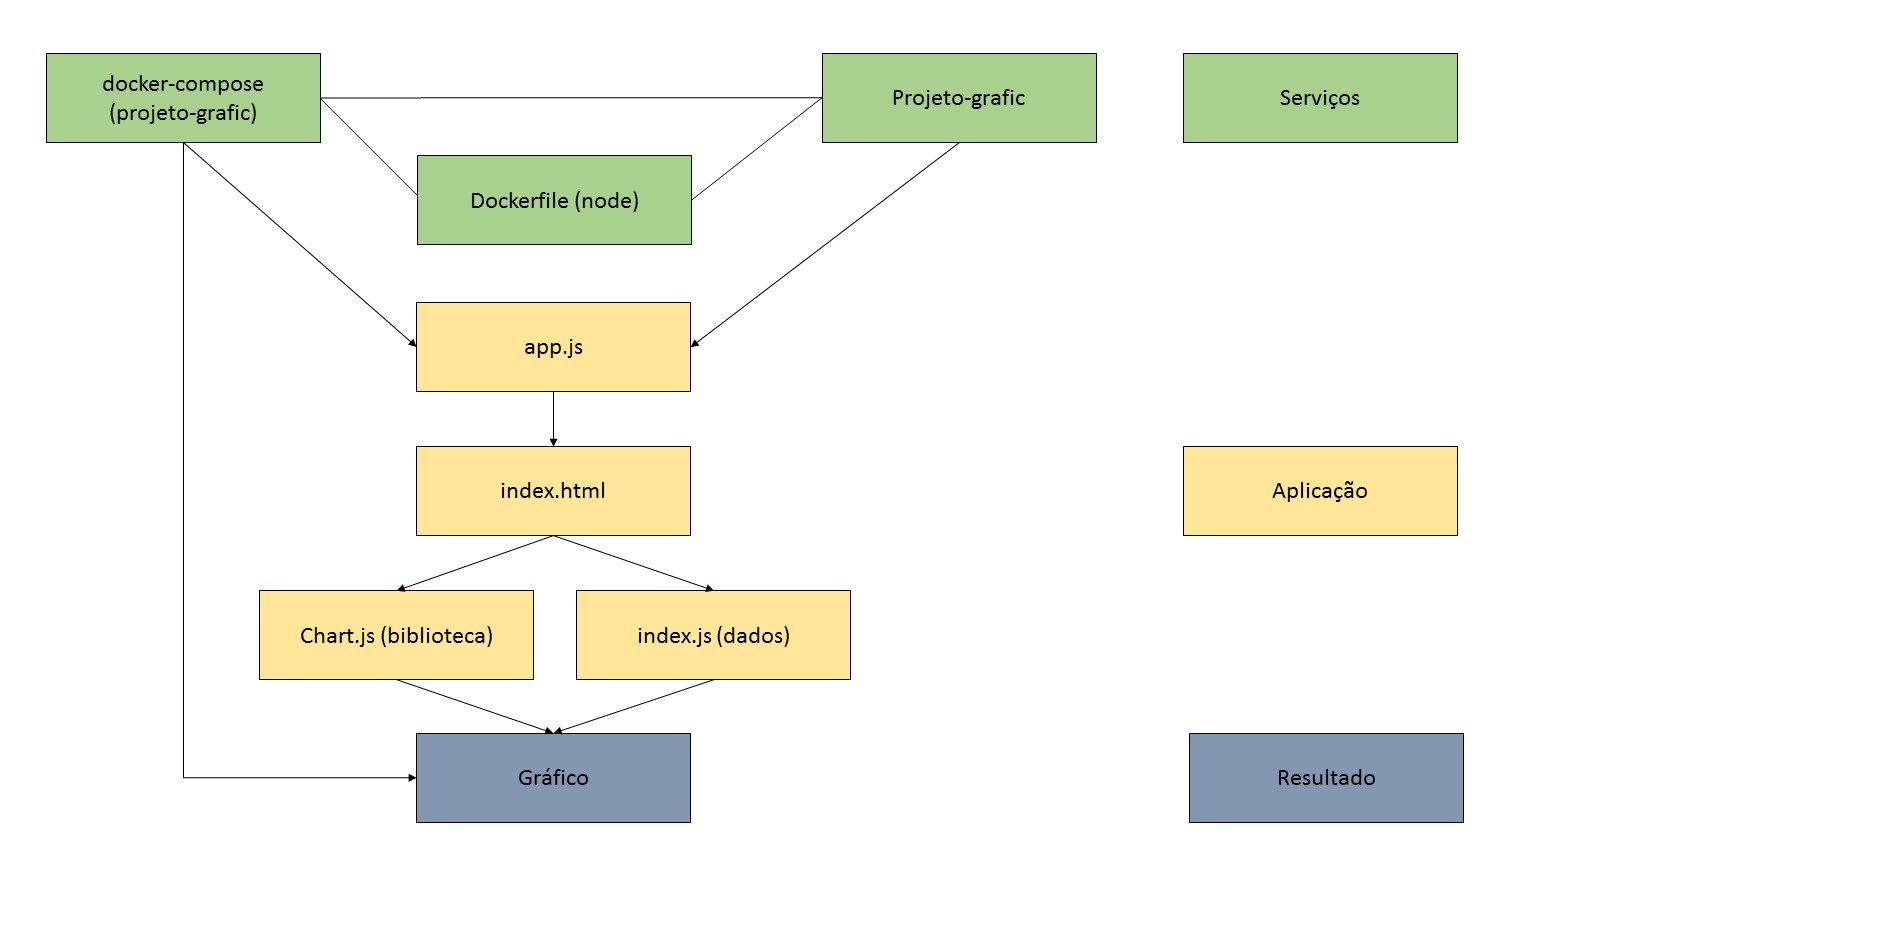 docker-compose
(projeto-grafic)
Projeto-grafic
Serviços
Dockerfile (node)
app.js
index.html
Aplicação
Chart.js (biblioteca)
index.js (dados)
Gráfico
Resultado